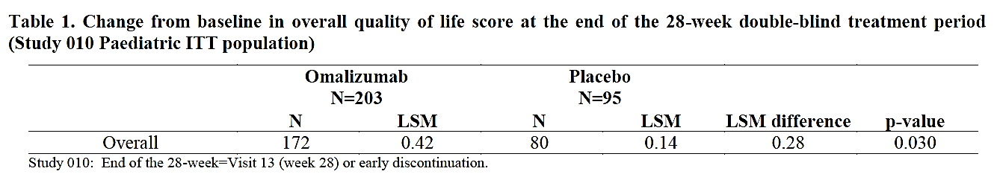 Table 1. Change from baseline in overall quality of life score at the end of the 28-week double-blind treatment period
(Study 010 Paediatric ITT population)
Omalizumab Placebo
N=203 N=95
N LSM N LSM LSM difference p-value
Overall 172 0.42 80 0.14 0.28 0.030
Study 010: End of the 28-week=Visit 13 (week 28) or early discontinuation.